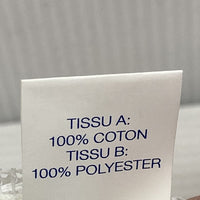 TISSU A:
100% COTON
TISSU B:
100% POLYESTER